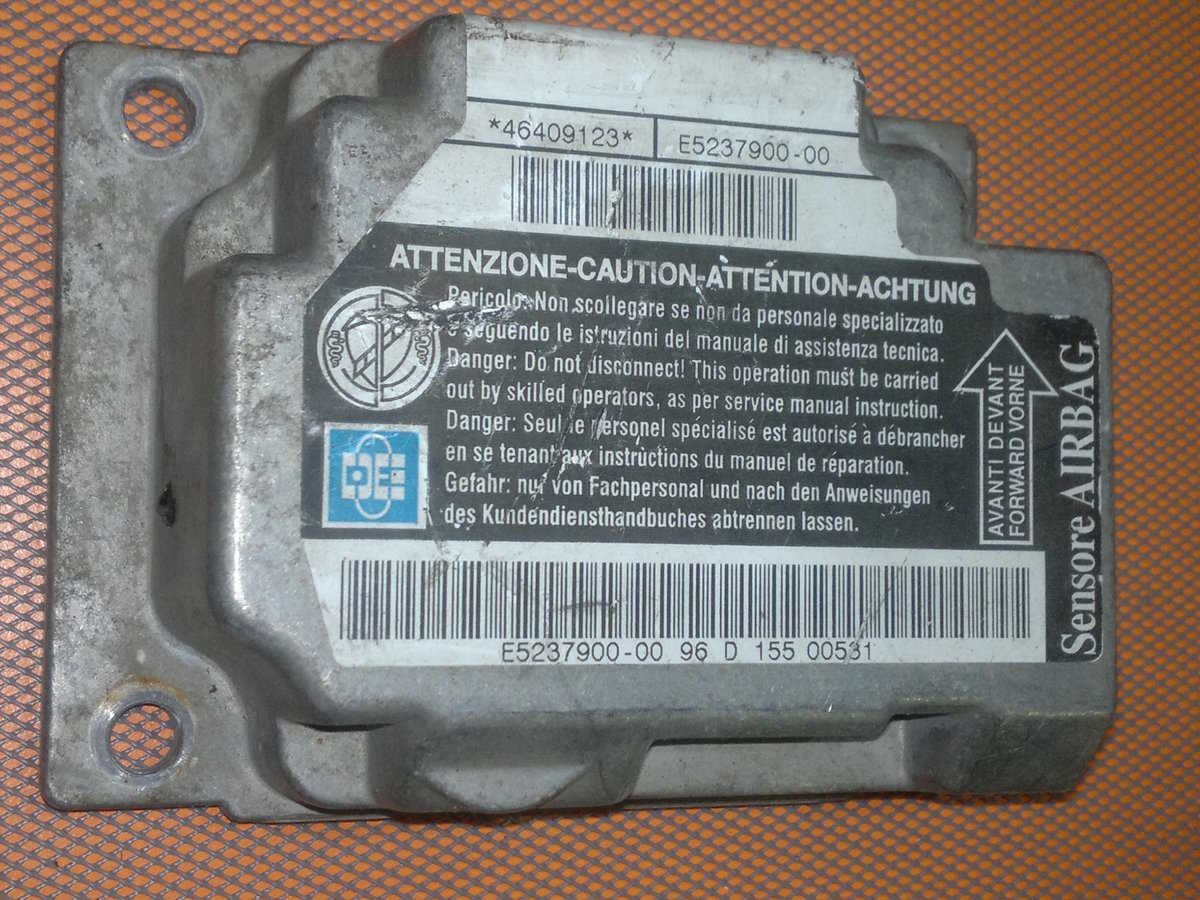 *46409123* E5237900-00
ATTENZIONE-CAUTION-ATTENTION-ACHTUNG
Pericolo: Non scollegare se non da personale specializzato
e seguendo le istruzioni del manuale di assistenza tecnica.
Danger: Do not disconnect! This operation must be carried
out by skilled operators, as per service manual instruction.
Danger: Seul le personel spécialisé est autorisé à débrancher
en se tenant aux instructions du manuel de réparation.
Gefahr: nur von Fachpersonal und nach den Anweisungen
des Kundendiensthandbuches abtrennen lassen.
AVANTI DEVANT
FORWARD VORNE
Sensore AIRBAG
E5237900-00 96 D 155 00531